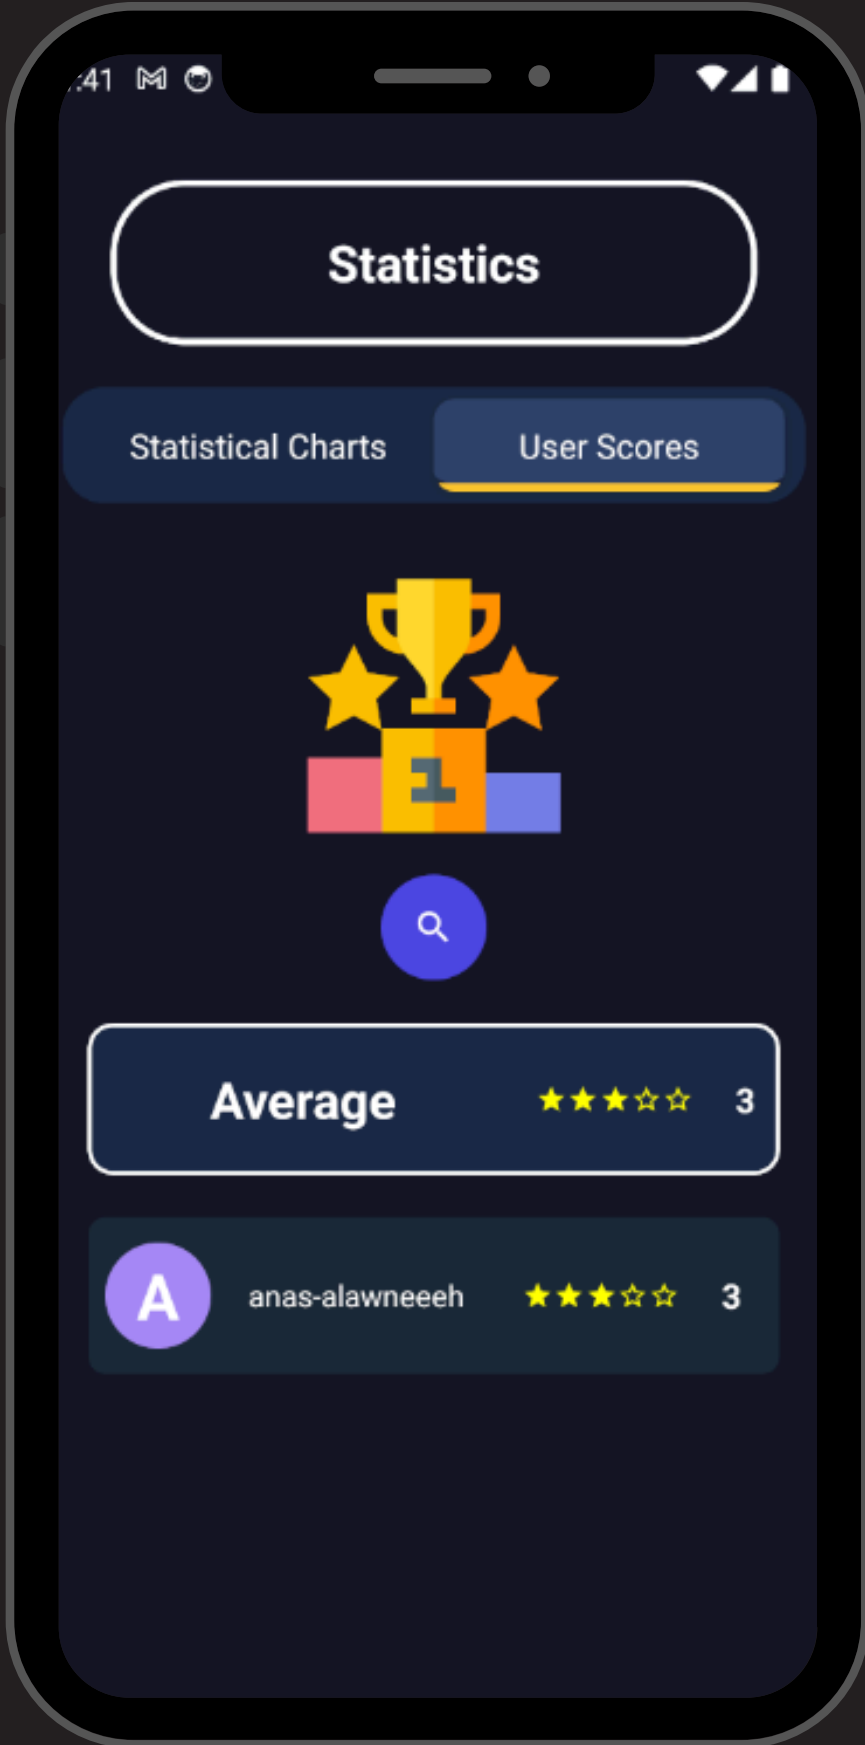 :41
Statistics
Statistical Charts
User Scores
1
Average 3
A anas-alawneeeh 3